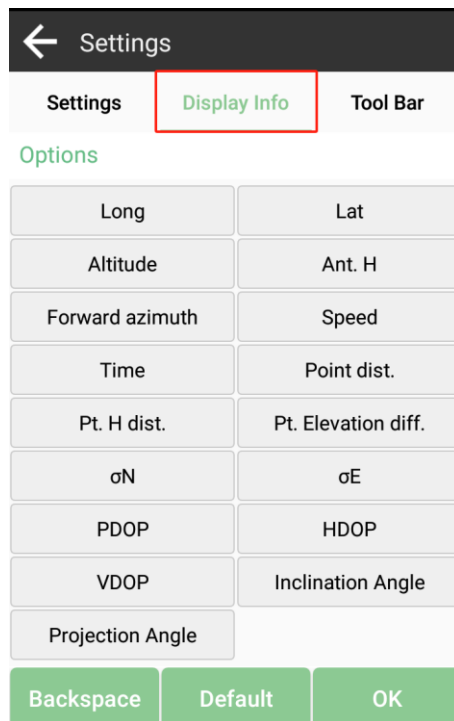 Settings
Settings Display Info Tool Bar
Options
Long Lat
Altitude Ant. H
Forward azimuth Speed
Time Point dist.
Pt. H dist. Pt. Elevation diff.
σN σE
PDOP HDOP
VDOP Inclination Angle
Projection Angle
Backspace Default OK